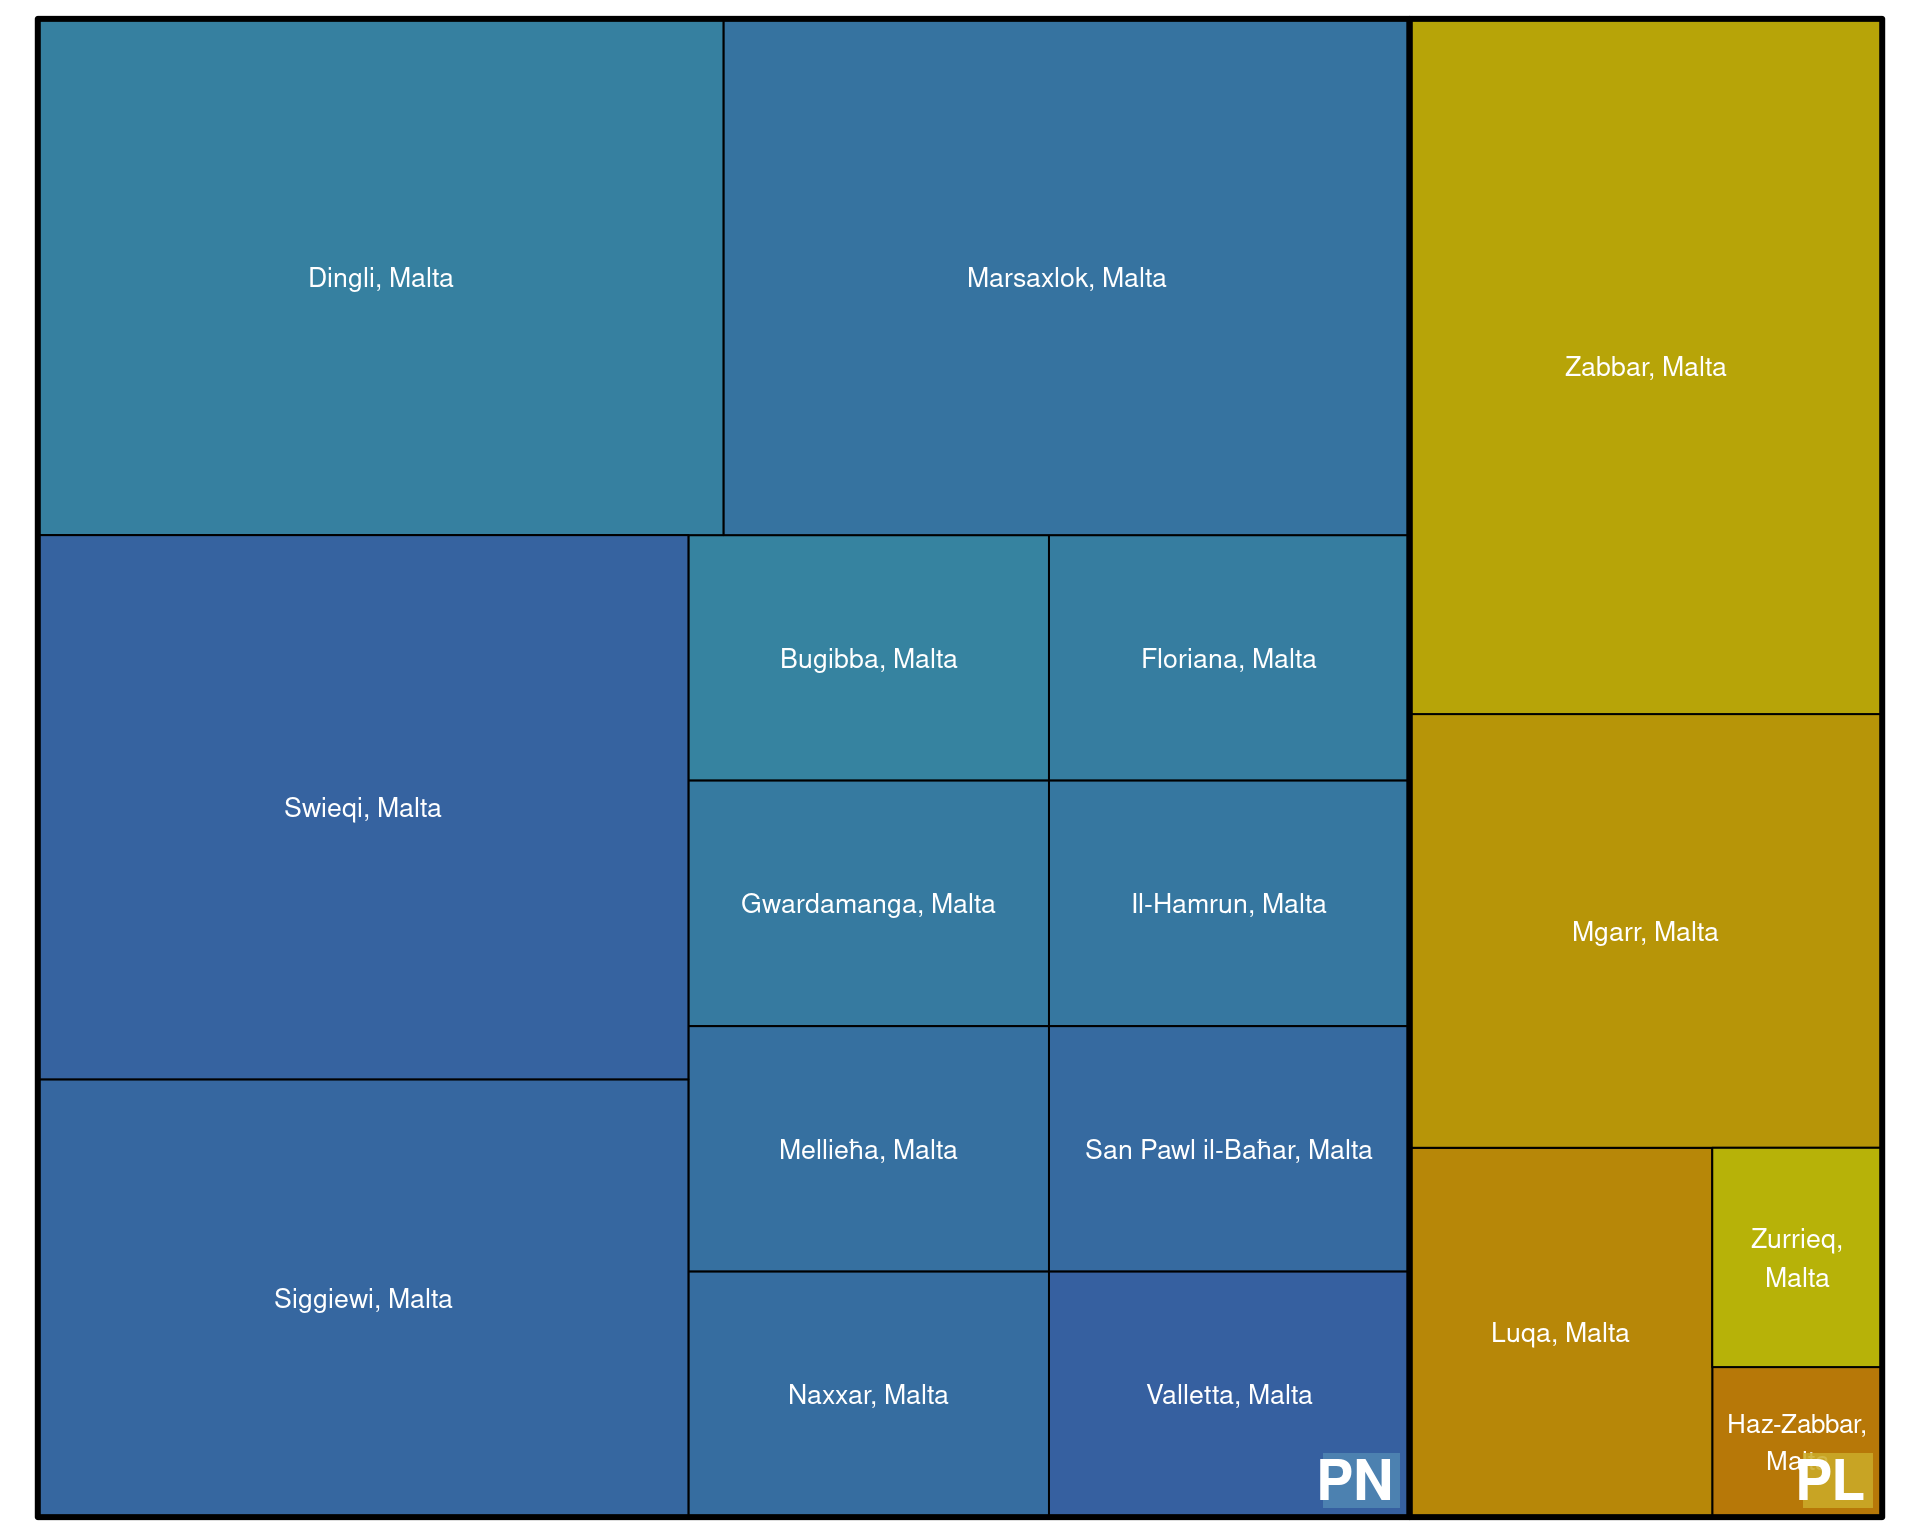 Dingli, Malta
Marsaxlok, Malta
Zabbar, Malta
Swieqi, Malta
Bugibba, Malta
Floriana, Malta
Gwardamanga, Malta
Il-Hamrun, Malta
Mgarr, Malta
Siggiewi, Malta
Mellieħa, Malta
San Pawl il-Baħar, Malta
Naxxar, Malta
Valletta, Malta
PN
Luqa, Malta
Zurrieq,
Malta
Haz-Zabbar,
Malta
PL